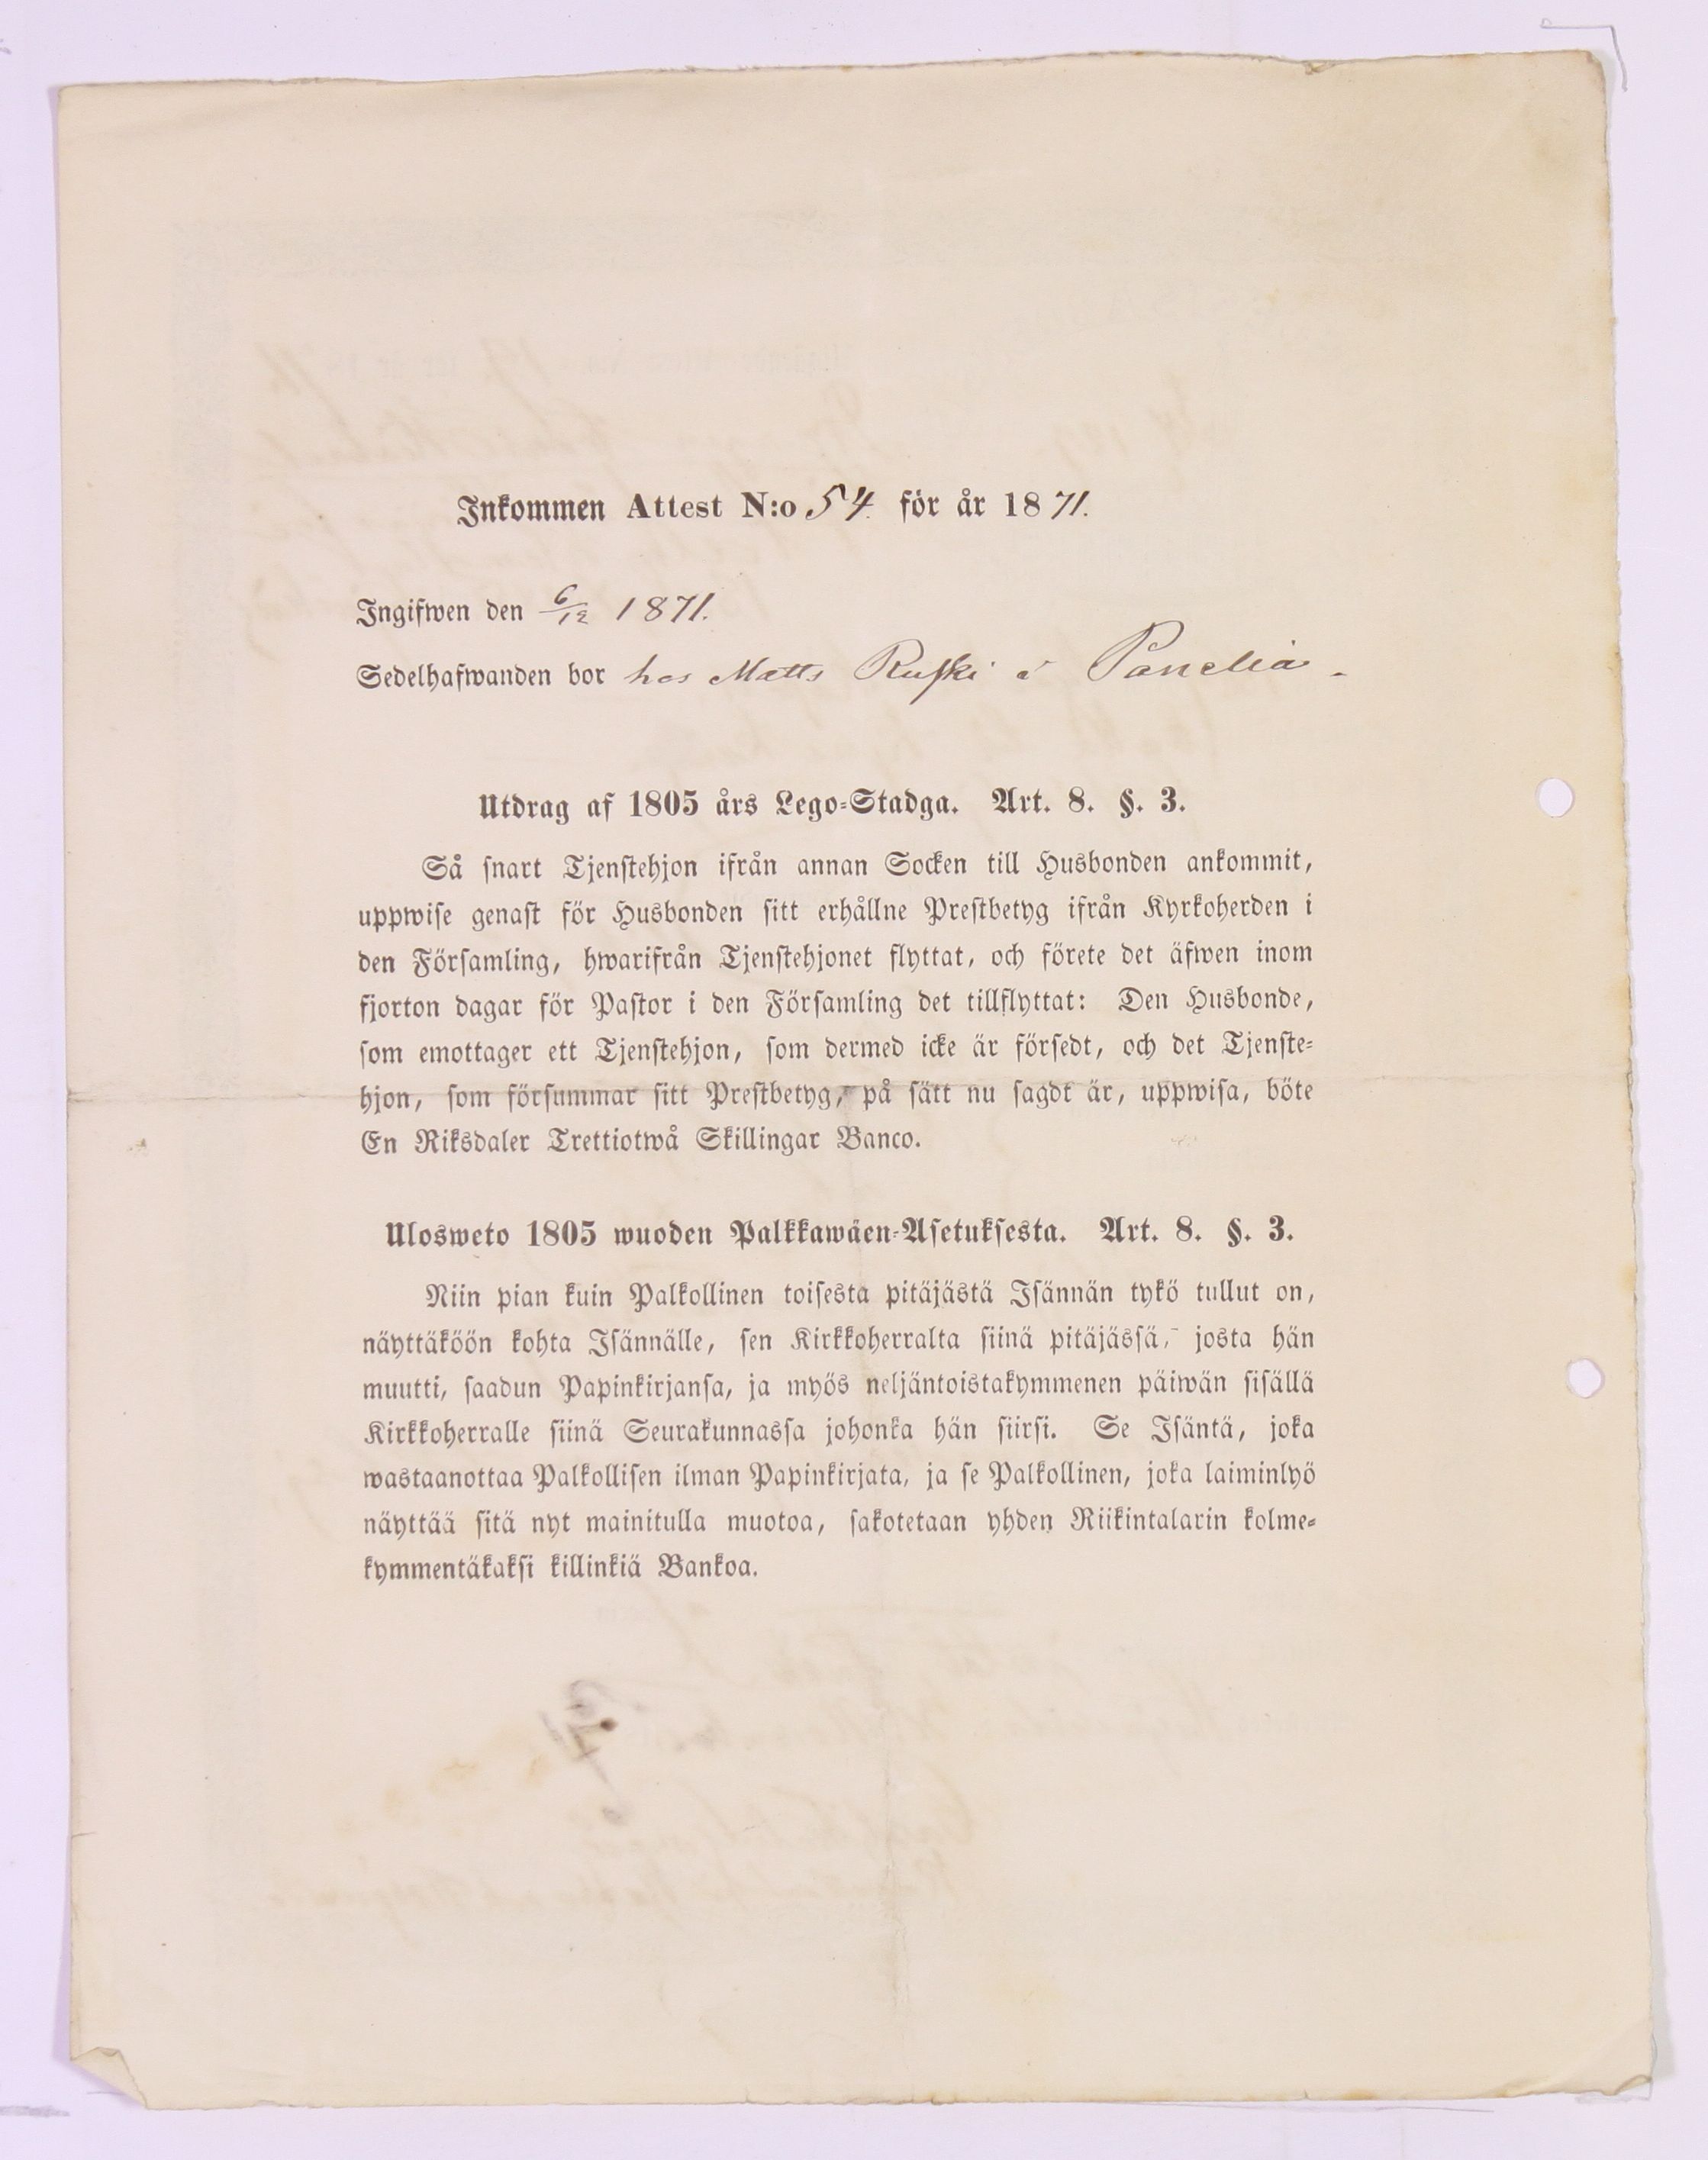 Inkommen Attest N:o 54. för år 1871.
Ingifwen den 6/12 1871.
Sedelhafwanden bor hos Matts Ruski i Panelia.
Utdrag af 1805 års Lego-Stadga. Art. 8. §. 3.
Så snart Tjenstehjon ifrån annan Socken till Husbonden ankommit,
uppwise genast för Husbonden sitt erhållne Prestbetyg ifrån Kyrkoherden i
den Församling, hwarifrån Tjenstehjonet flyttat, och förete det äfwen inom
fjorton dagar för Pastor i den Församling det tillflyttat: Den Husbonde,
som emottager ett Tjenstehjon, som dermed icke är försedt, och det Tjenste-
hjon, som försummar sitt Prestbetyg, på sätt nu sagdt är, uppwisa, böte
En Riksdaler Trettiotwå Skillingar Banco.
Ulosweto 1805 wuoden Palkkawäen-Asetuksesta. Art. 8. §. 3.
Niin pian kuin Palkollinen toisesta pitäjästä Isännän tykö tullut on,
näyttäköön kohta Isännälle, sen Kirkkoherralta siinä pitäjässä, josta hän
muutti, saadun Papinkirjansa, ja myös neljäntoistakymmenen päiwän sisällä
Kirkkoherralle siinä Seurakunnassa johonka hän siirsi. Se Isäntä, joka
wastaanottaa Palkollisen ilman Papinkirjata, ja se Palkollinen, joka laiminlyö
näyttää sitä nyt mainitulla muotoa, sakotetaan yhden Riikintalarin kolme-
kymmentäkaksi killinkiä Bankoa.